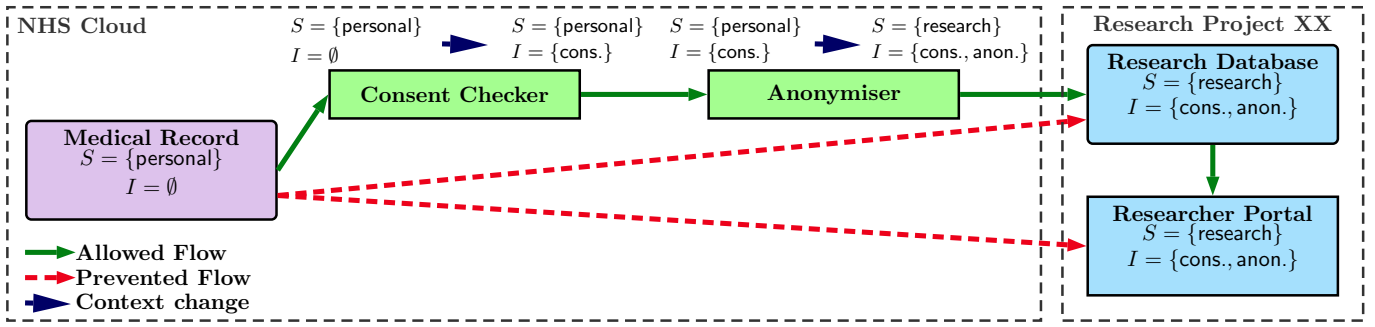 NHS Cloud
S = {personal}
I = ∅
S = {personal}
I = {cons.}
S = {personal}
I = {cons.}
S = {research}
I = {cons., anon.}
Consent Checker
Anonymiser
Medical Record
S = {personal}
I = ∅
Allowed Flow
Prevented Flow
Context change
Research Project XX
Research Database
S = {research}
I = {cons., anon.}
Researcher Portal
S = {research}
I = {cons., anon.}